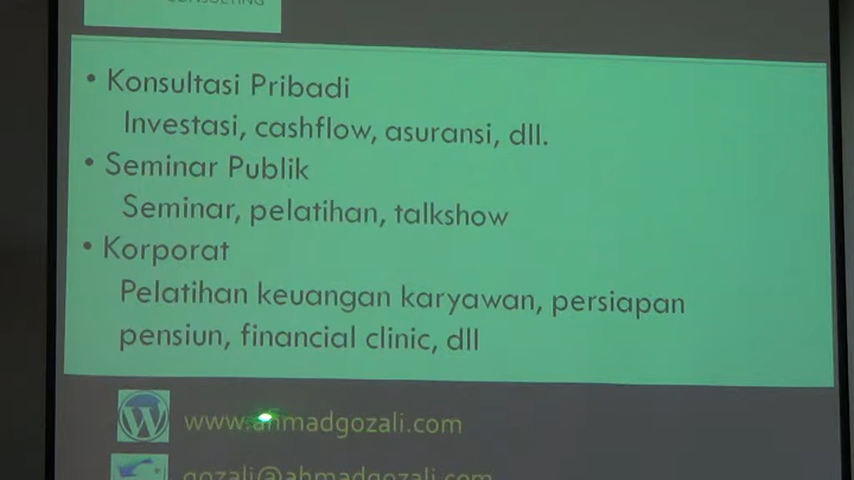 CONSULTING
• Konsultasi Pribadi
Investasi, cashflow, asuransi, dll.
• Seminar Publik
Seminar, pelatihan, talkshow
• Korporat
Pelatihan keuangan karyawan, persiapan
pensiun, financial clinic, dll
www.ahmadgozali.com
gozali@ahmadgozali.com